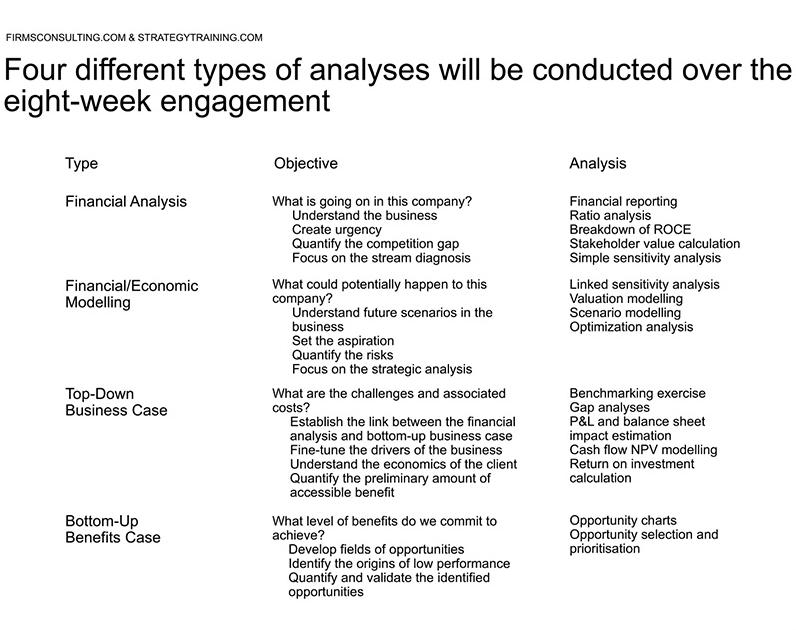 FIRMSCONSULTING.COM & STRATEGYTRAINING.COM
Four different types of analyses will be conducted over the
eight-week engagement
Type
Objective
Analysis
Financial Analysis
What is going on in this company?
Understand the business
Create urgency
Quantify the competition gap
Focus on the stream diagnosis
Financial reporting
Ratio analysis
Breakdown of ROCE
Stakeholder value calculation
Simple sensitivity analysis
Financial/Economic
Modelling
What could potentially happen to this
company?
Understand future scenarios in the
business
Set the aspiration
Quantify the risks
Focus on the strategic analysis
Linked sensitivity analysis
Valuation modelling
Scenario modelling
Optimization analysis
Top-Down
Business Case
What are the challenges and associated
costs?
Establish the link between the financial
analysis and bottom-up business case
Fine-tune the drivers of the business
Understand the economics of the client
Quantify the preliminary amount of
accessible benefit
Benchmarking exercise
Gap analyses
P&L and balance sheet
impact estimation
Cash flow NPV modelling
Return on investment
calculation
Bottom-Up
Benefits Case
What level of benefits do we commit to
achieve?
Develop fields of opportunities
Identify the origins of low performance
Quantify and validate the identified
opportunities
Opportunity charts
Opportunity selection and
prioritisation